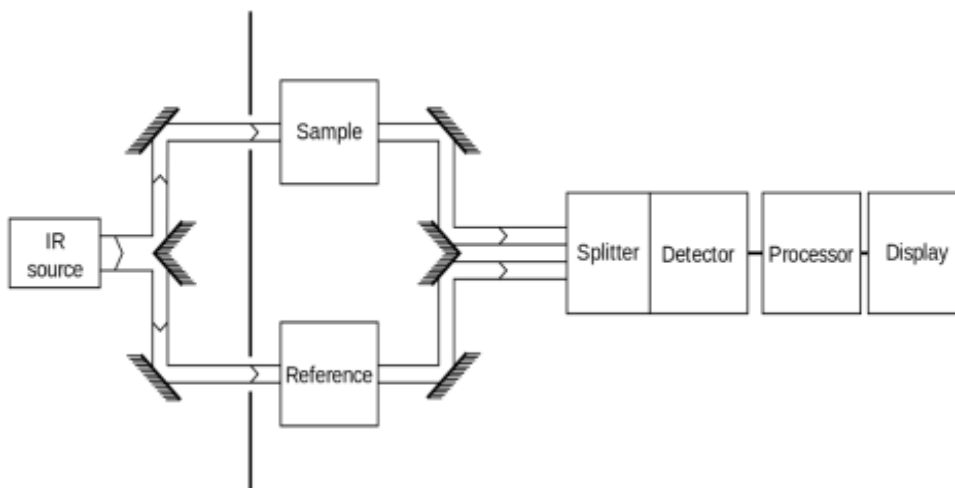 Sample
IR
source
Splitter
Detector
Processor
Display
Reference